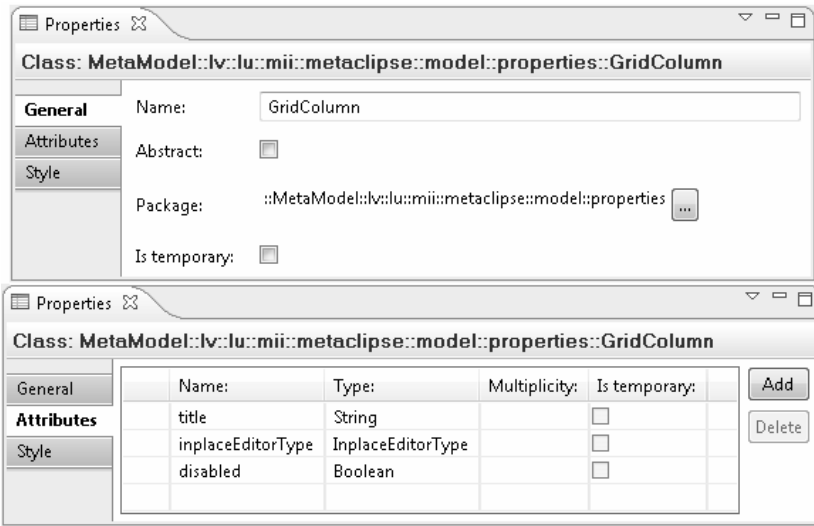 Properties
Class: MetaModel::lv::lu::mii::metaclipse::model::properties::GridColumn
General
Name: GridColumn
Attributes
Abstract:
Style
Package: ::MetaModel::lv::lu::mii::metaclipse::model::properties ...
Is temporary:
Properties
Class: MetaModel::lv::lu::mii::metaclipse::model::properties::GridColumn
General
Name: Type: Multiplicity: Is temporary: Add
Attributes
title String
Delete
Style
inplaceEditorType InplaceEditorType
disabled Boolean